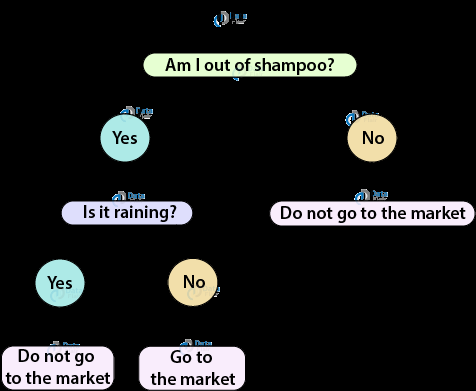 Am I out of shampoo?
Yes
No
Is it raining?
Do not go to the market
Yes
No
Do not go
to the market
Go to
the market